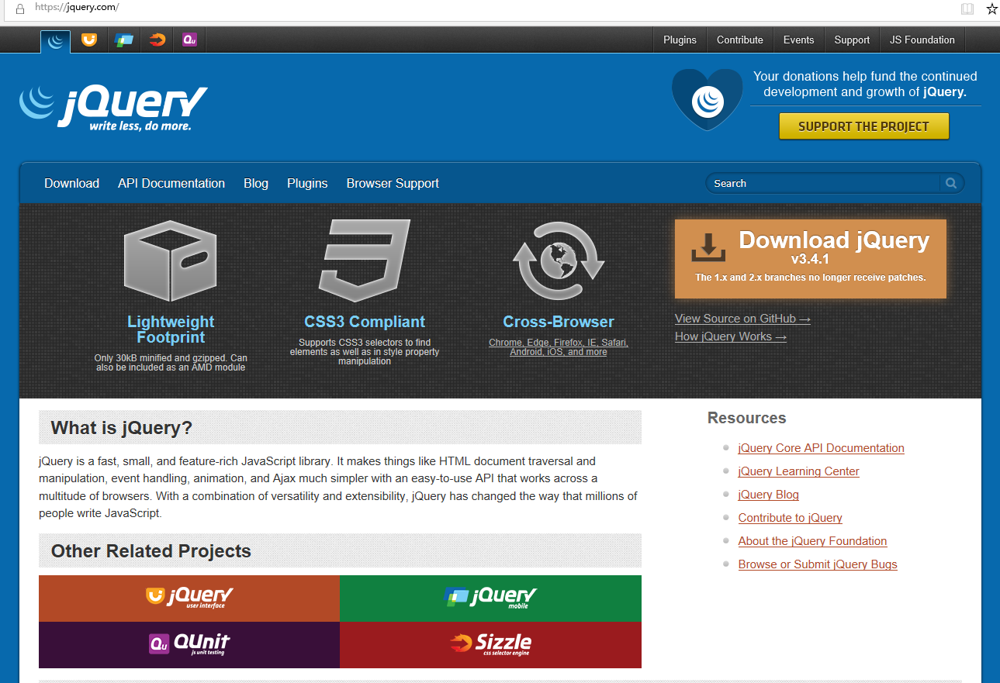 https://jquery.com/
Qu
Plugins
Contribute
Events
Support
JS Foundation
jQuery
write less, do more.
Your donations help fund the continued
development and growth of jQuery.
SUPPORT THE PROJECT
Download
API Documentation
Blog
Plugins
Browser Support
Search
Lightweight
Footprint
Only 30kB minified and gzipped. Can
also be included as an AMD module
CSS3 Compliant
Supports CSS3 selectors to find
elements as well as in style property
manipulation
Cross-Browser
Chrome, Edge, Firefox, IE, Safari,
Android, iOS, and more
Download jQuery
v3.4.1
The 1.x and 2.x branches no longer receive patches.
View Source on GitHub →
How jQuery Works →
What is jQuery?
jQuery is a fast, small, and feature-rich JavaScript library. It makes things like HTML document traversal and
manipulation, event handling, animation, and Ajax much simpler with an easy-to-use API that works across a
multitude of browsers. With a combination of versatility and extensibility, jQuery has changed the way that millions of
people write JavaScript.
Other Related Projects
jQuery
user interface
jQuery
mobile
Qu QUnit
js unit testing
Sizzle
css selector engine
Resources
jQuery Core API Documentation
jQuery Learning Center
jQuery Blog
Contribute to jQuery
About the jQuery Foundation
Browse or Submit jQuery Bugs